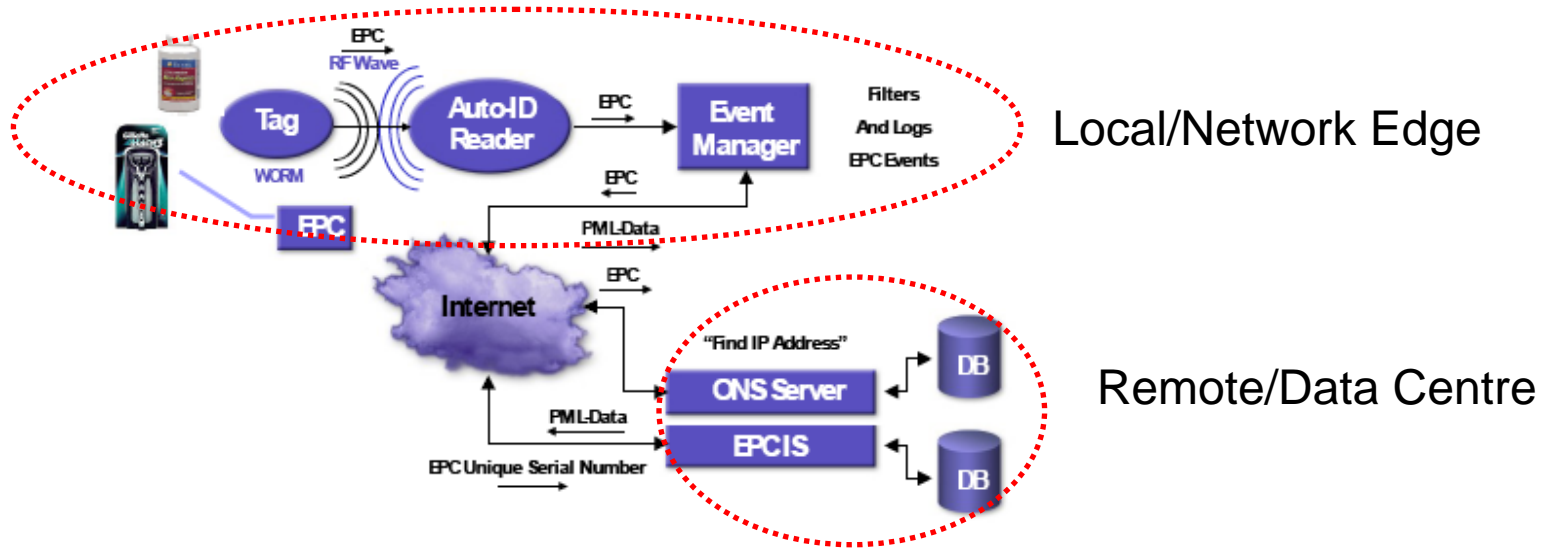 EPC
RF Wave
Tag
WORM
Auto-ID
Reader
EPC
Event
Manager
Filters
And Logs
EPC Events
Local/Network Edge
EPC
EPC
PML-Data
EPC
Internet
"Find IP Address"
ONS Server
DB
Remote/Data Centre
PML-Data
EPCIS
DB
EPC Unique Serial Number